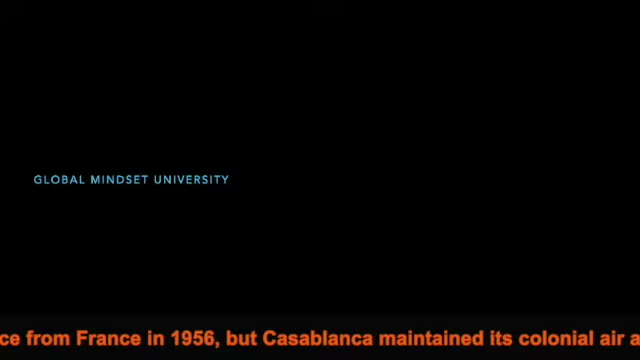 GLOBAL MINDSET UNIVERSITY
ce from France in 1956, but Casablanca maintained its colonial air a